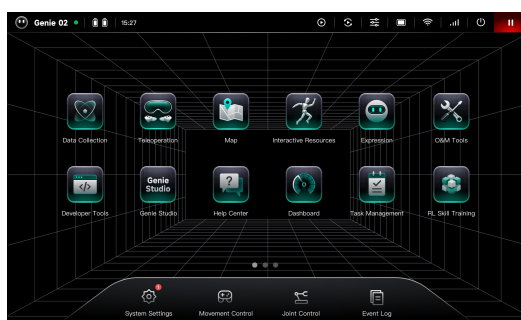 Genie 02
15:27
Data Collection
Teleoperation
Map
Interactive Resources
Expression
O&M Tools
Developer Tools
Genie
Studio
Genie Studio
Help Center
Dashboard
Task Management
RL Skill Training
System Settings
Movement Control
Joint Control
Event Log